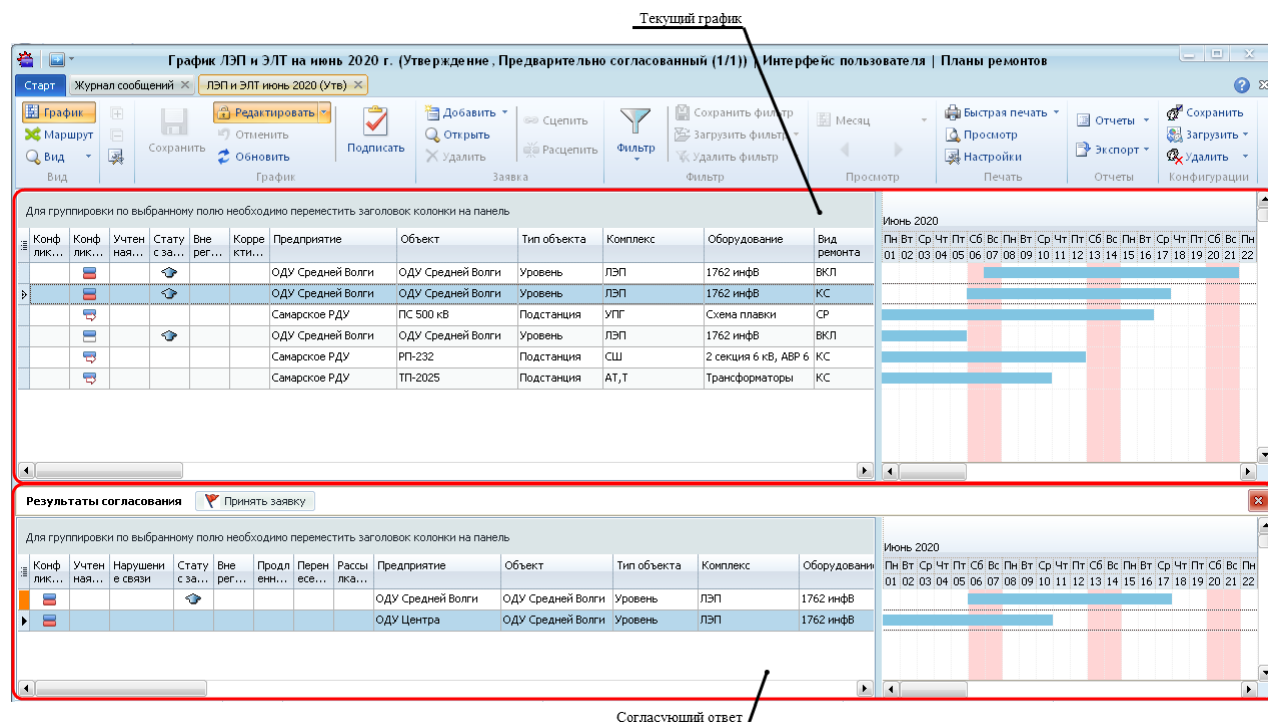 Текущий график
График ЛЭП и ЭЛТ на июнь 2020 г. (Утверждение, Предварительно согласованный (1/1)) | Интерфейс пользователя | Планы ремонтов
Старт Журнал сообщений ЛЭП и ЭЛТ июнь 2020 (Утв)
График Редактировать Добавить Сцепить Сохранить фильтр Месяц Быстрая печать Отчеты Сохранить
Маршрут Отменить Открыть Загрузить фильтр Просмотр Загрузить
Вид Сохранить Обновить Подписать Удалить Расцепить Фильтр Удалить фильтр Настройки Экспорт Удалить
Вид График Заявка Фильтр Просмотр Печать Отчеты Конфигурации
Для группировки по выбранному полю необходимо переместить заголовок колонки на панель
Июнь 2020
Конф Конф Учтен Стату Вне Корре Предприятие Объект Тип объекта Комплекс Оборудование Вид Пн Вт Ср Чт Пт Сб Вс Пн Вт Ср Чт Пт Сб Вс Пн Вт Ср Чт Пт Сб Вс Пн
лик... лик... ная... с за... рег... кти... ремонта 01 02 03 04 05 06 07 08 09 10 11 12 13 14 15 16 17 18 19 20 21 22
ОДУ Средней Волги ОДУ Средней Волги Уровень ЛЭП 1762 инфВ ВКЛ
ОДУ Средней Волги ОДУ Средней Волги Уровень ЛЭП 1762 инфВ КС
Самарское РДУ ПС 500 кВ Подстанция УПГ Схема плавки СР
ОДУ Средней Волги ОДУ Средней Волги Уровень ЛЭП 1762 инфВ ВКЛ
Самарское РДУ РП-232 Подстанция СШ 2 секция 6 кВ, АВР 6 КС
Самарское РДУ ТП-2025 Подстанция АТ,Т Трансформаторы КС
Результаты согласования Принять заявку
Для группировки по выбранному полю необходимо переместить заголовок колонки на панель
Июнь 2020
Конф Учтен Нарушени Стату Вне Продл Перен Рассы Предприятие Объект Тип объекта Комплекс Оборудовани Пн Вт Ср Чт Пт Сб Вс Пн Вт Ср Чт Пт Сб Вс Пн Вт Ср Чт Пт Сб Вс Пн
лик... ная... е связи с за... рег... енн... есе... лка... 01 02 03 04 05 06 07 08 09 10 11 12 13 14 15 16 17 18 19 20 21 22
ОДУ Средней Волги ОДУ Средней Волги Уровень ЛЭП 1762 инфВ
ОДУ Центра ОДУ Средней Волги Уровень ЛЭП 1762 инфВ
Согласующий ответ